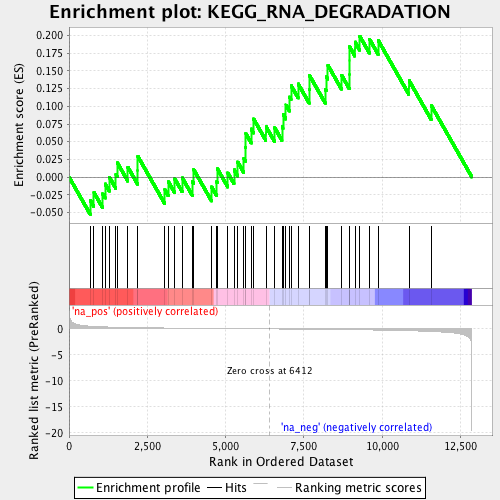 Enrichment plot: KEGG_RNA_DEGRADATION
Enrichment score (ES)
0.200
0.175
0.150
0.125
0.100
0.075
0.050
0.025
0.000
-0.025
-0.050
'na_pos' (positively correlated)
Ranked list metric (PreRanked)
0
-5
-10
-15
-20
Zero cross at 6412
'na_neg' (negatively correlated)
0 2,500 5,000 7,500 10,000 12,500
Rank in Ordered Dataset
Enrichment profile Hits Ranking metric scores